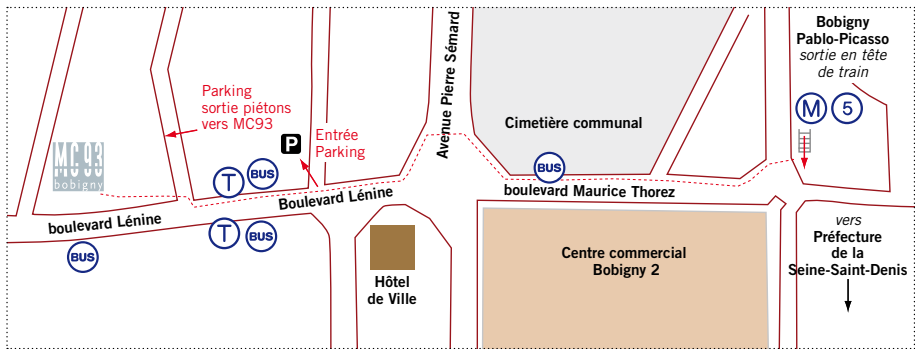 Bobigny
Pablo-Picasso
sortie en tête
de train
M 5
Parking
sortie piétons
vers MC93
P
Entrée
Parking
Avenue Pierre Sémard
Cimetière communal
MC93
bobigny
T BUS
BUS
boulevard Maurice Thorez
Boulevard Lénine
boulevard Lénine
T BUS
BUS
Hôtel
de Ville
Centre commercial
Bobigny 2
vers
Préfecture
de la
Seine-Saint-Denis